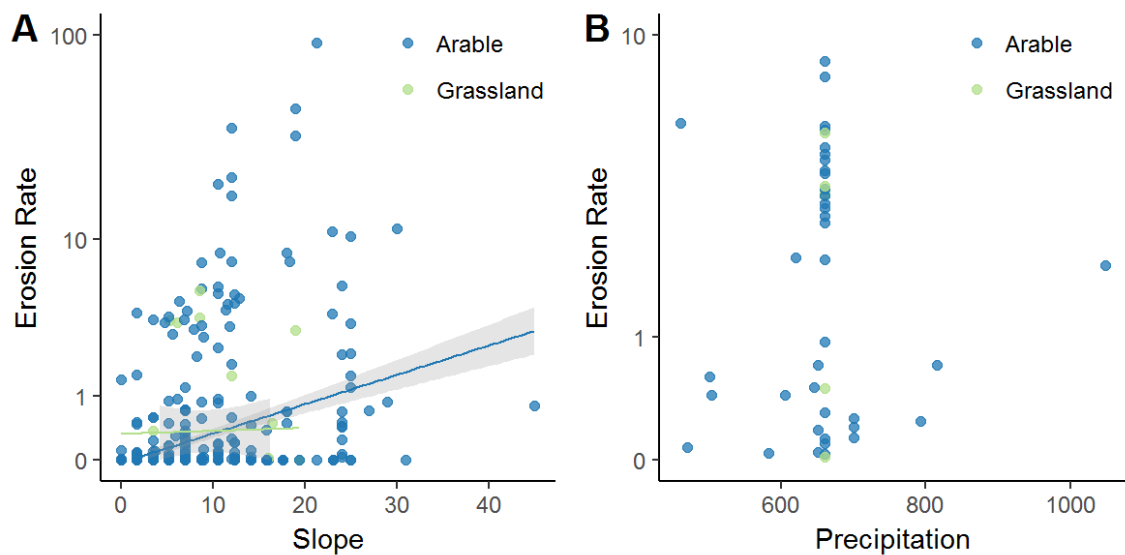 A
Erosion Rate
100
10
1
0
Arable
Grassland
0 10 20 30 40
Slope
B
Erosion Rate
10
1
0
Arable
Grassland
600 800 1000
Precipitation